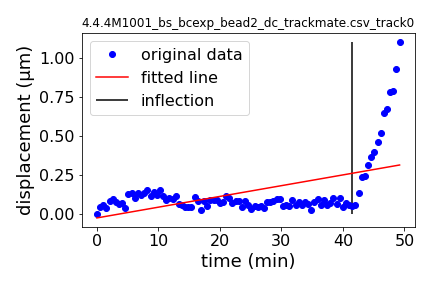 4.4.4M1001_bs_bcexp_bead2_dc_trackmate.csv_track0
displacement (µm)
1.00
0.75
0.50
0.25
0.00
original data
fitted line
inflection
0 10 20 30 40 50
time (min)